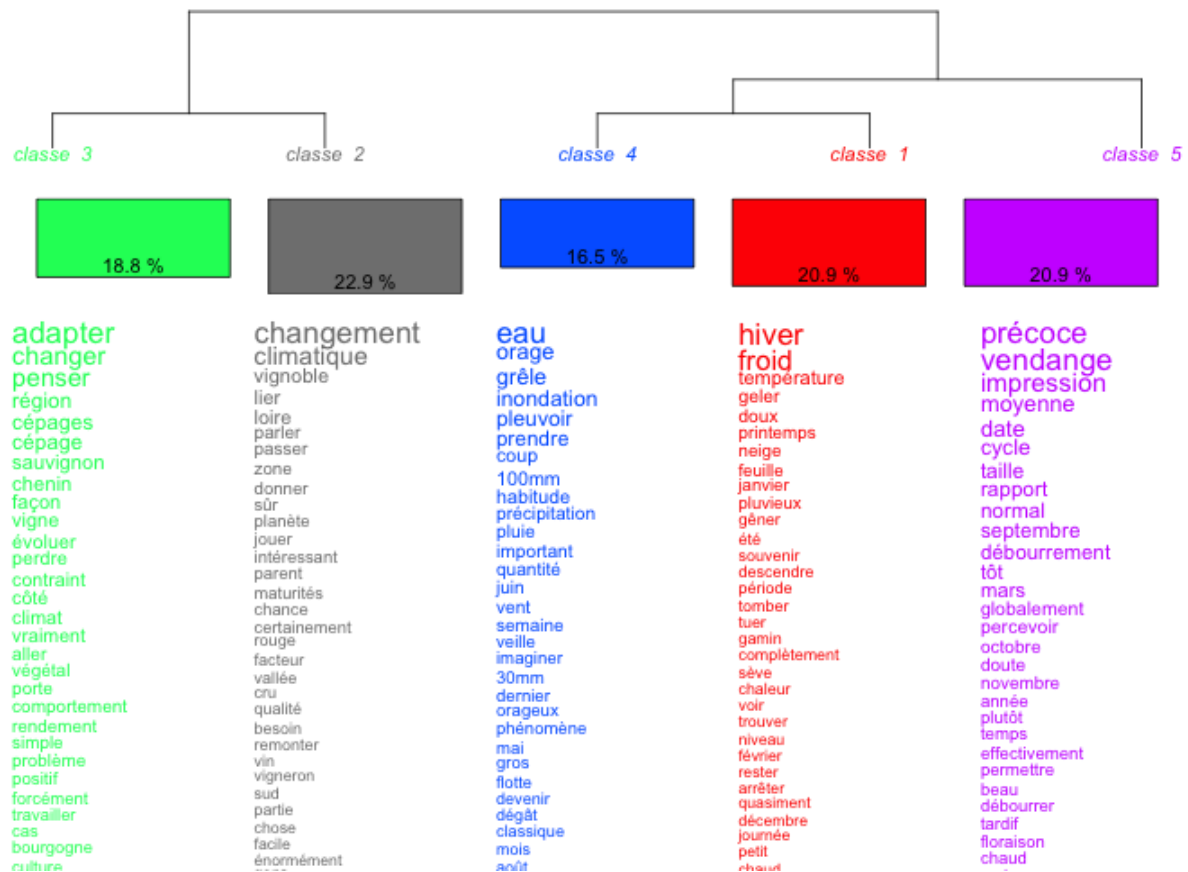 classe 3
classe 2
classe 4
classe 1
classe 5
18.8 %
22.9 %
16.5 %
20.9 %
20.9 %
adapter
changer
penser
région
cépages
cépage
sauvignon
chenin
façon
vigne
évoluer
perdre
contraint
côté
climat
vraiment
aller
végétal
porte
comportement
rendement
simple
problème
positif
forcément
travailler
cas
bourgogne
culture
changement
climatique
vignoble
lier
loire
parler
passer
zone
donner
sûr
planète
jouer
intéressant
parent
maturités
chance
certainement
rouge
facteur
vallée
cru
qualité
besoin
remonter
vin
vigneron
sud
partie
chose
facile
énormément
eau
orage
grêle
inondation
pleuvoir
prendre
coup
100mm
habitude
précipitation
pluie
important
quantité
juin
vent
semaine
veille
imaginer
30mm
dernier
orageux
phénomène
mai
gros
flotte
devenir
dégât
classique
mois
août
hiver
froid
température
geler
doux
printemps
neige
feuille
janvier
pluvieux
gêner
été
souvenir
descendre
période
tomber
tuer
gamin
complètement
sève
chaleur
voir
trouver
niveau
février
rester
arrêter
quasiment
décembre
journée
petit
chaud
précoce
vendange
impression
moyenne
date
cycle
taille
rapport
normal
septembre
débourrement
tôt
mars
globalement
percevoir
octobre
doute
novembre
année
plutôt
temps
effectivement
permettre
beau
débourrer
tardif
floraison
chaud